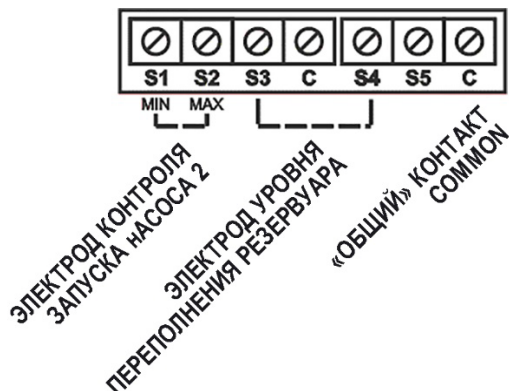 S1 S2 S3 C S4 S5 C
MIN MAX
ЭЛЕКТРОД КОНТРОЛЯ
ЗАПУСКА нАСОСА 2
ЭЛЕКТРОД УРОВНЯ
ПЕРЕПОЛНЕНИЯ РЕЗЕРВУАРА
«ОБЩИЙ» КОНТАКТ
COMMON